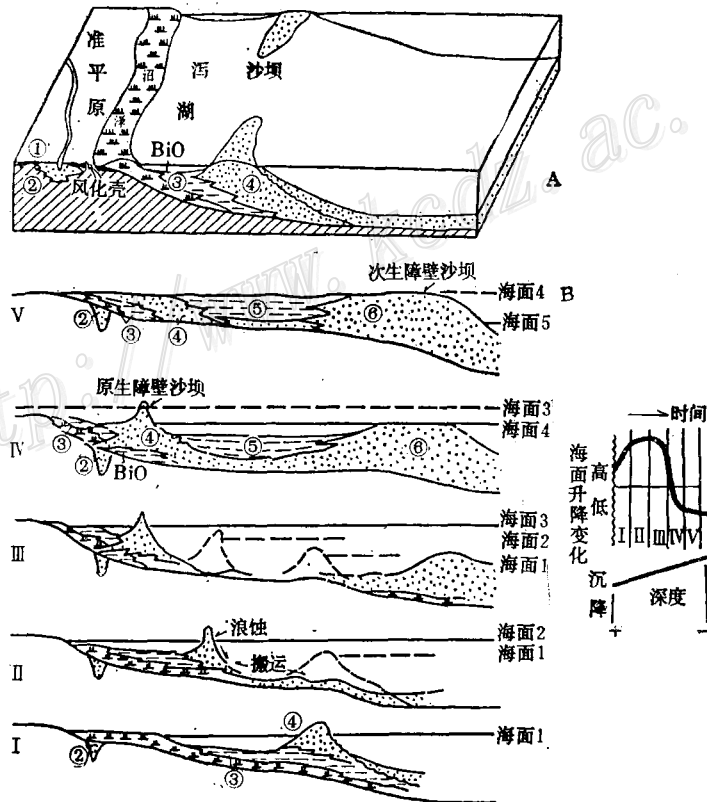 准平原
沼泽
泻湖
沙坝
BiO
①
②
风化壳
③
④
A
次生障壁沙坝
海面4
B
海面5
V
②
③
④
⑤
⑥
原生障壁沙坝
海面3
海面4
IV
③
②
BiO
④
⑤
⑥
海面3
海面2
海面1
III
浪蚀
搬运
海面2
海面1
II
④
海面1
I
②
③
时间
海面升降变化
高
低
I II III IV V
沉降
深度
+ −
http://www.kcdz.ac.